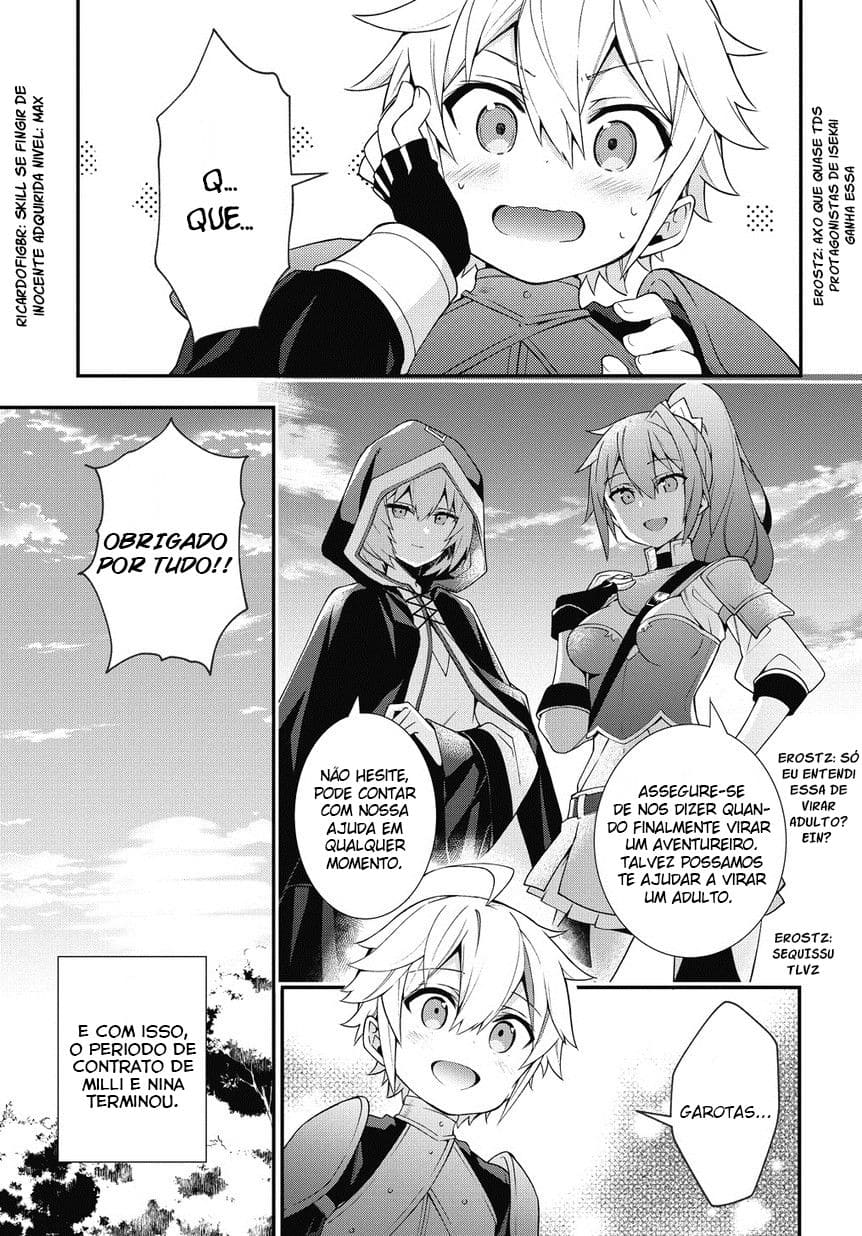 RICARDOFIGBR: SKILL SE FINGIR DE
INOCENTE ADQUIRIDA NIVEL: MAX
EROSTZ: AXO QUE QUASE TDS
PROTAGONISTAS DE ISEKAI
GANHA ESSA
Q...
QUE...
ASSEGURE-SE
DE NOS DIZER QUAN-
DO FINALMENTE VIRAR
UM AVENTUREIRO.
TALVEZ POSSAMOS
TE AJUDAR A VIRAR
UM ADULTO.
EROSTZ: SÓ
EU ENTENDI
ESSA DE
VIRAR
ADULTO?
EIN?
EROSTZ:
SEQUISSU
TLVZ
NÃO HESITE,
PODE CONTAR
COM NOSSA
AJUDA EM
QUALQUER
MOMENTO.
GAROTAS...
OBRIGADO
POR TUDO!!
E COM ISSO,
O PERIODO DE
CONTRATO DE
MILLI E NINA
TERMINOU.